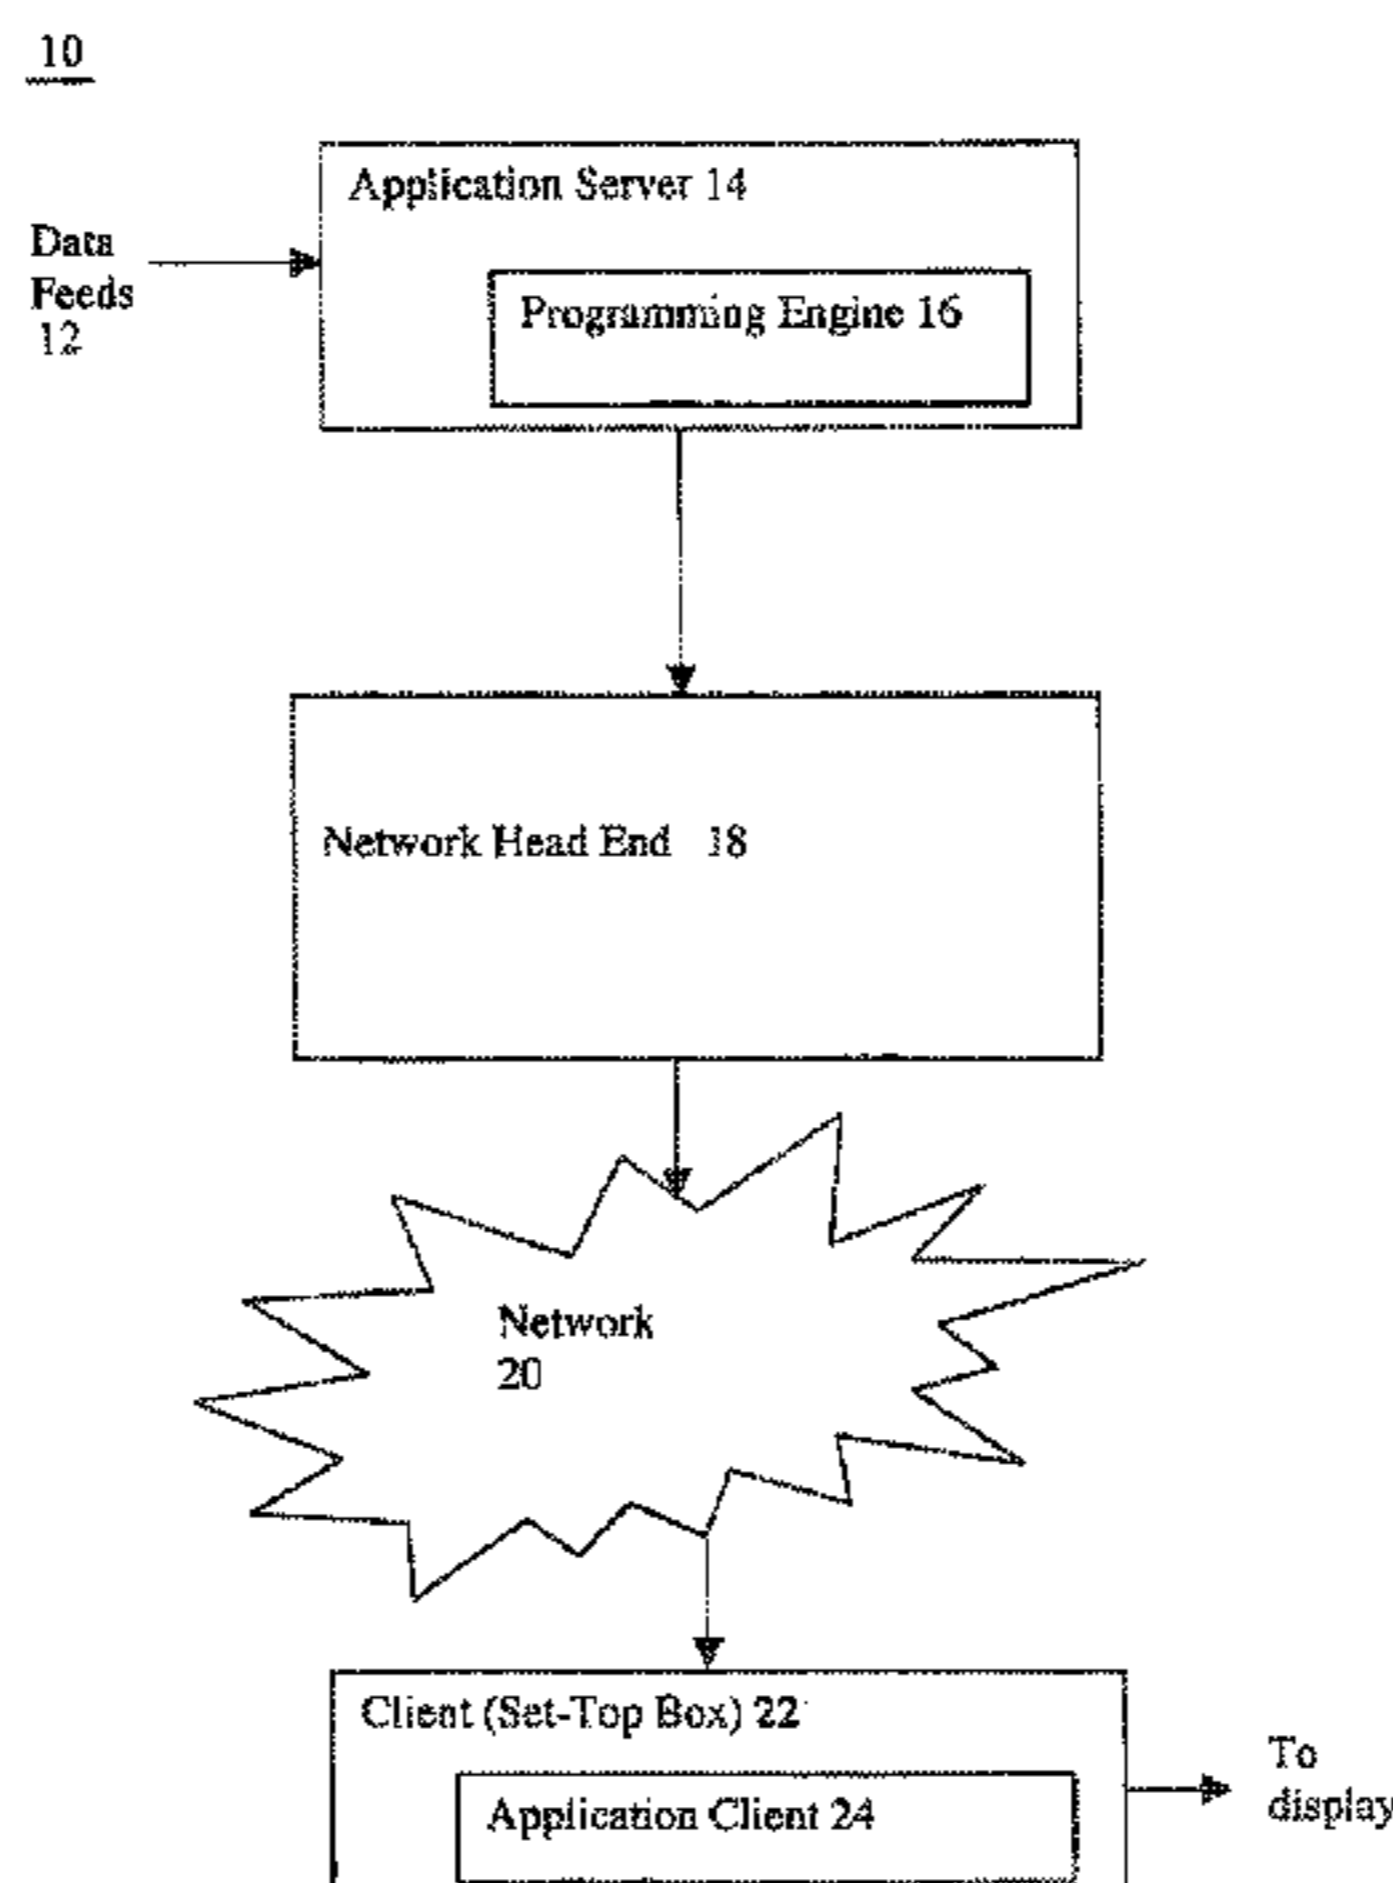 10
Application Server 14
Data
Feeds
12
Programming Engine 16
Network Head End 18
Network
20
Client (Set-Top Box) 22
To
display
Application Client 24